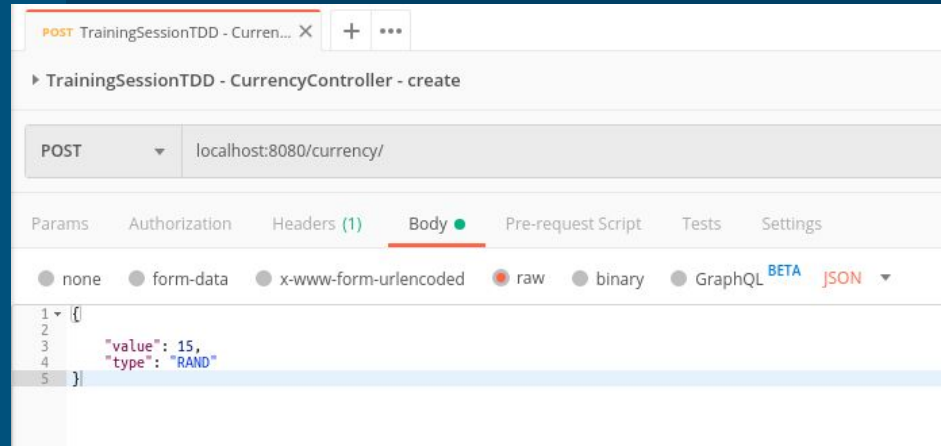 POST TrainingSessionTDD - Curren...
TrainingSessionTDD - CurrencyController - create
POST localhost:8080/currency/
Params Authorization Headers (1) Body Pre-request Script Tests Settings
none form-data x-www-form-urlencoded raw binary GraphQL BETA JSON
1 {
2
3 "value": 15,
4 "type": "RAND"
5 }